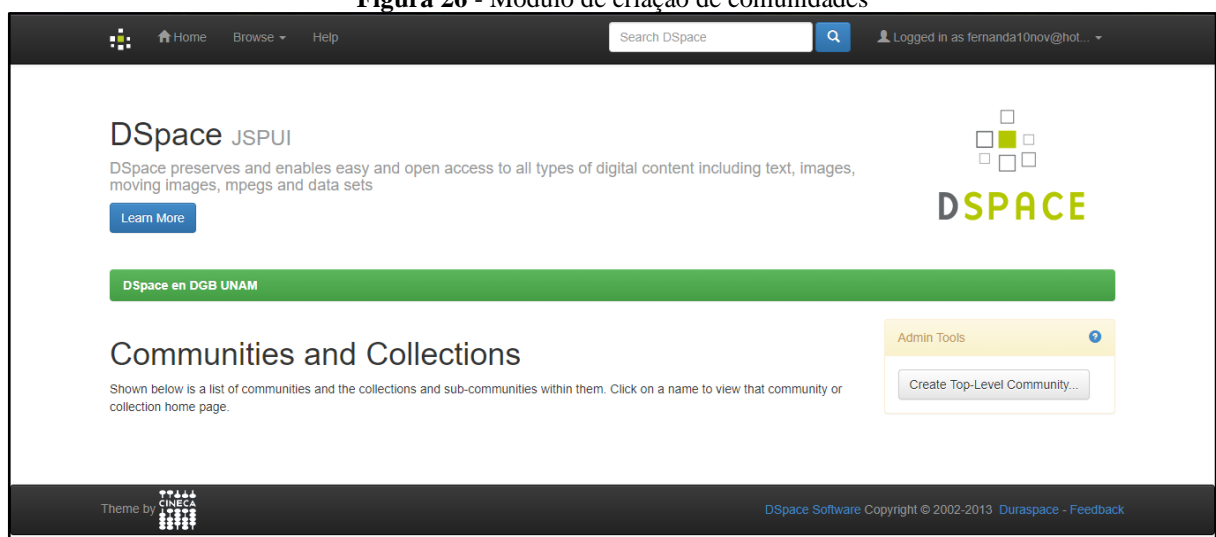 Figura 26 - Módulo de criação de comunidades
Home Browse Help Search DSpace Logged in as fernanda10nov@hot...
DSpace JSPUI
DSpace preserves and enables easy and open access to all types of digital content including text, images,
moving images, mpegs and data sets
Learn More
DSPACE
DSpace en DGB UNAM
Communities and Collections
Shown below is a list of communities and the collections and sub-communities within them. Click on a name to view that community or
collection home page.
Admin Tools
Create Top-Level Community...
Theme by CINECA
DSpace Software Copyright © 2002-2013 Duraspace - Feedback